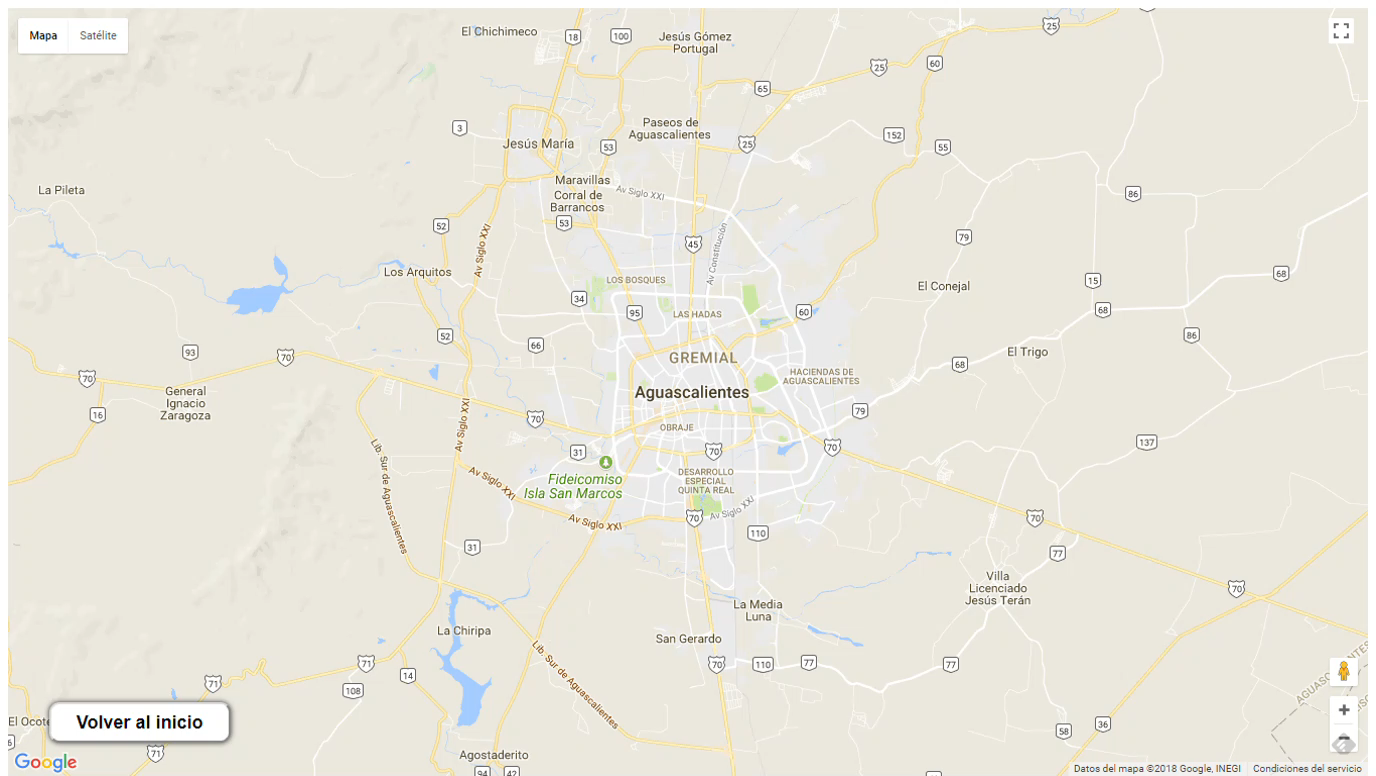 Mapa
Satélite
El Chichimeco
18
100
Jesús Gómez
Portugal
25
25
60
65
3
Jesús María
53
Paseos de
Aguascalientes
25
152
55
La Pileta
Maravillas
Corral de
Barrancos
Av Siglo XXI
86
52
53
Av Siglo XXI
45
Av Constitución
79
Los Arquitos
LOS BOSQUES
68
15
El Conejal
34
95
LAS HADAS
60
68
52
66
86
93
70
GREMIAL
El Trigo
68
70
General
Ignacio
Zaragoza
HACIENDAS DE
AGUASCALIENTES
Aguascalientes
16
70
79
Av Siglo XXI
OBRAJE
137
31
70
70
Lib. Sur de Aguascalientes
Av Siglo XXI
Fideicomiso
Isla San Marcos
DESARROLLO
ESPECIAL
QUINTA REAL
Av Siglo XXI
Av Siglo XXI
70
70
110
31
77
Villa
Licenciado
Jesús Terán
70
La Media
Luna
La Chiripa
San Gerardo
Lib. Sur de Aguascalientes
71
70
110
77
77
14
71
108
El Ocote
Volver al inicio
36
58
6
71
Agostaderito
94
42
AGUASC
ENTES
Google
Datos del mapa ©2018 Google, INEGI
Condiciones del servicio